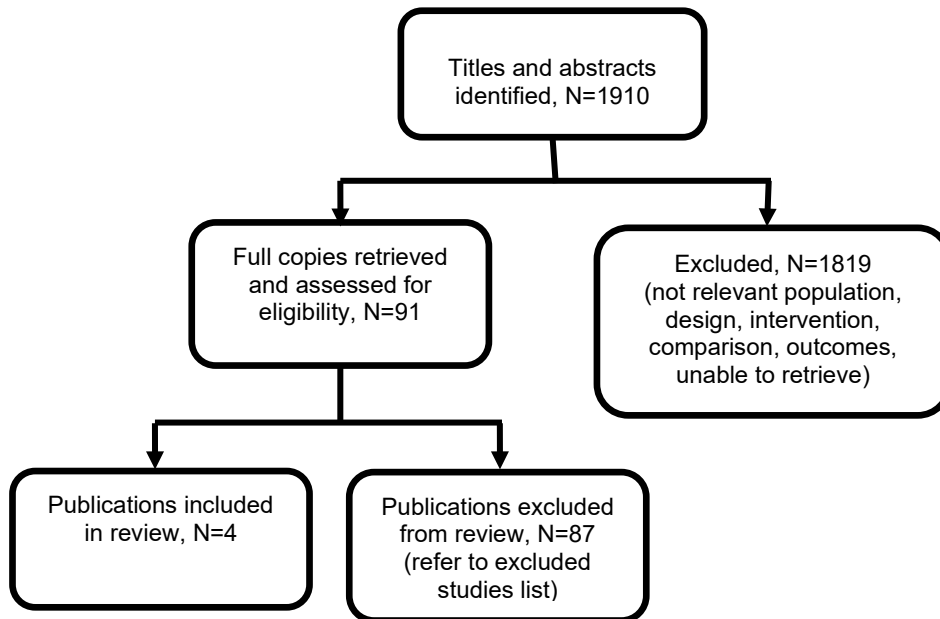 Titles and abstracts
identified, N=1910
Full copies retrieved
and assessed for
eligibility, N=91
Excluded, N=1819
(not relevant population,
design, intervention,
comparison, outcomes,
unable to retrieve)
Publications included
in review, N=4
Publications excluded
from review, N=87
(refer to excluded
studies list)